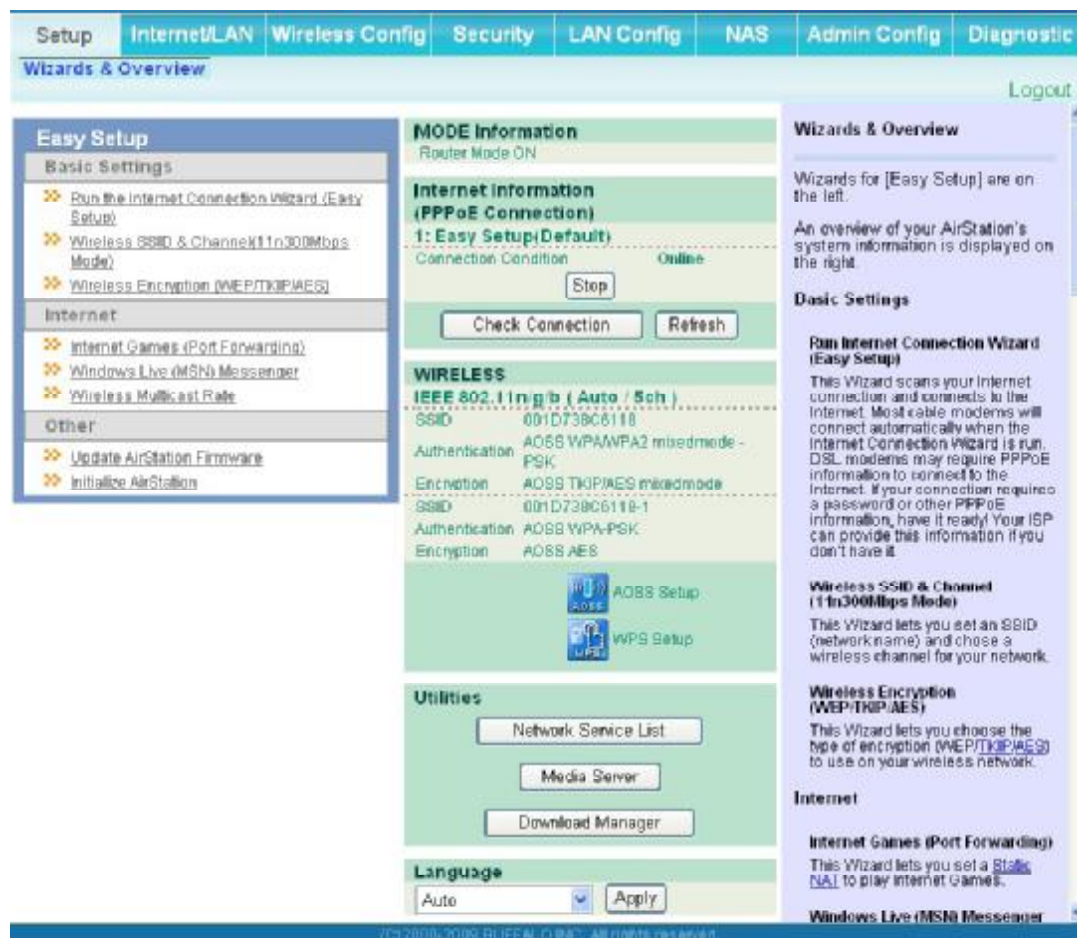 Setup
Internet/LAN
Wireless Config
Security
LAN Config
NAS
Admin Config
Diagnostic
Wizards & Overview
Logout
Easy Setup
Basic Settings
Run the Internet Connection Wizard (Easy
Setup)
Wireless SSID & Channel(11n300Mbps
Mode)
Wireless Encryption (WEP/TKIP/AES)
Internet
Internet Games (Port Forwarding)
Windows Live (MSN) Messenger
Wireless Multicast Rate
Other
Update AirStation Firmware
Initialize AirStation
MODE Information
Router Mode ON
Internet Information
(PPPoE Connection)
1: Easy Setup(Default)
Connection Condition Online
Stop
Check Connection Refresh
WIRELESS
IEEE 802.11n/g/b ( Auto / 5ch )
SSID 001D738C6118
Authentication AOSS WPA/WPA2 mixedmode -
PSK
Encryption AOSS TKIP/AES mixedmode
SSID 001D738C6118-1
Authentication AOSS WPA-PSK
Encryption AOSS AES
AOSS
AOSS Setup
WPS
WPS Setup
Utilities
Network Service List
Media Server
Download Manager
Language
Auto Apply
Wizards & Overview
Wizards for [Easy Setup] are on
the left.
An overview of your AirStation's
system information is displayed on
the right.
Basic Settings
Run Internet Connection Wizard
(Easy Setup)
This Wizard scans your Internet
connection and connects to the
Internet. Most cable modems will
connect automatically when the
Internet Connection Wizard is run.
DSL modems may require PPPoE
information to connect to the
Internet. If your connection requires
a password or other PPPoE
information, have it ready! Your ISP
can provide this information if you
don't have it.
Wireless SSID & Channel
(11n300Mbps Mode)
This Wizard lets you set an SSID
(network name) and chose a
wireless channel for your network.
Wireless Encryption
(WEP/TKIP/AES)
This Wizard lets you choose the
type of encryption (WEP/TKIP/AES)
to use on your wireless network.
Internet
Internet Games (Port Forwarding)
This Wizard lets you set a Static
NAT to play Internet Games.
Windows Live (MSN) Messenger
(C)2000-2009 BUFFALO INC. All rights reserved.